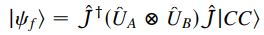 |ψ_f⟩ = Ĵ†(Û_A ⊗ Û_B)Ĵ|CC⟩